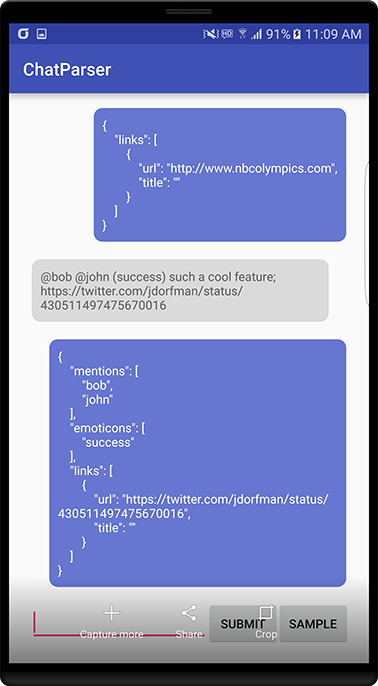 HD 91% 11:09 AM
ChatParser
{
"links": [
{
"url": "http://www.nbcolympics.com",
"title": ""
}
]
}
@bob @john (success) such a cool feature;
https://twitter.com/jdorfman/status/
430511497475670016
{
"mentions": [
"bob",
"john"
],
"emoticons": [
"success"
],
"links": [
{
"url": "https://twitter.com/jdorfman/status/
430511497475670016",
"title": ""
}
]
}
SUBMIT SAMPLE
Capture more Share Crop